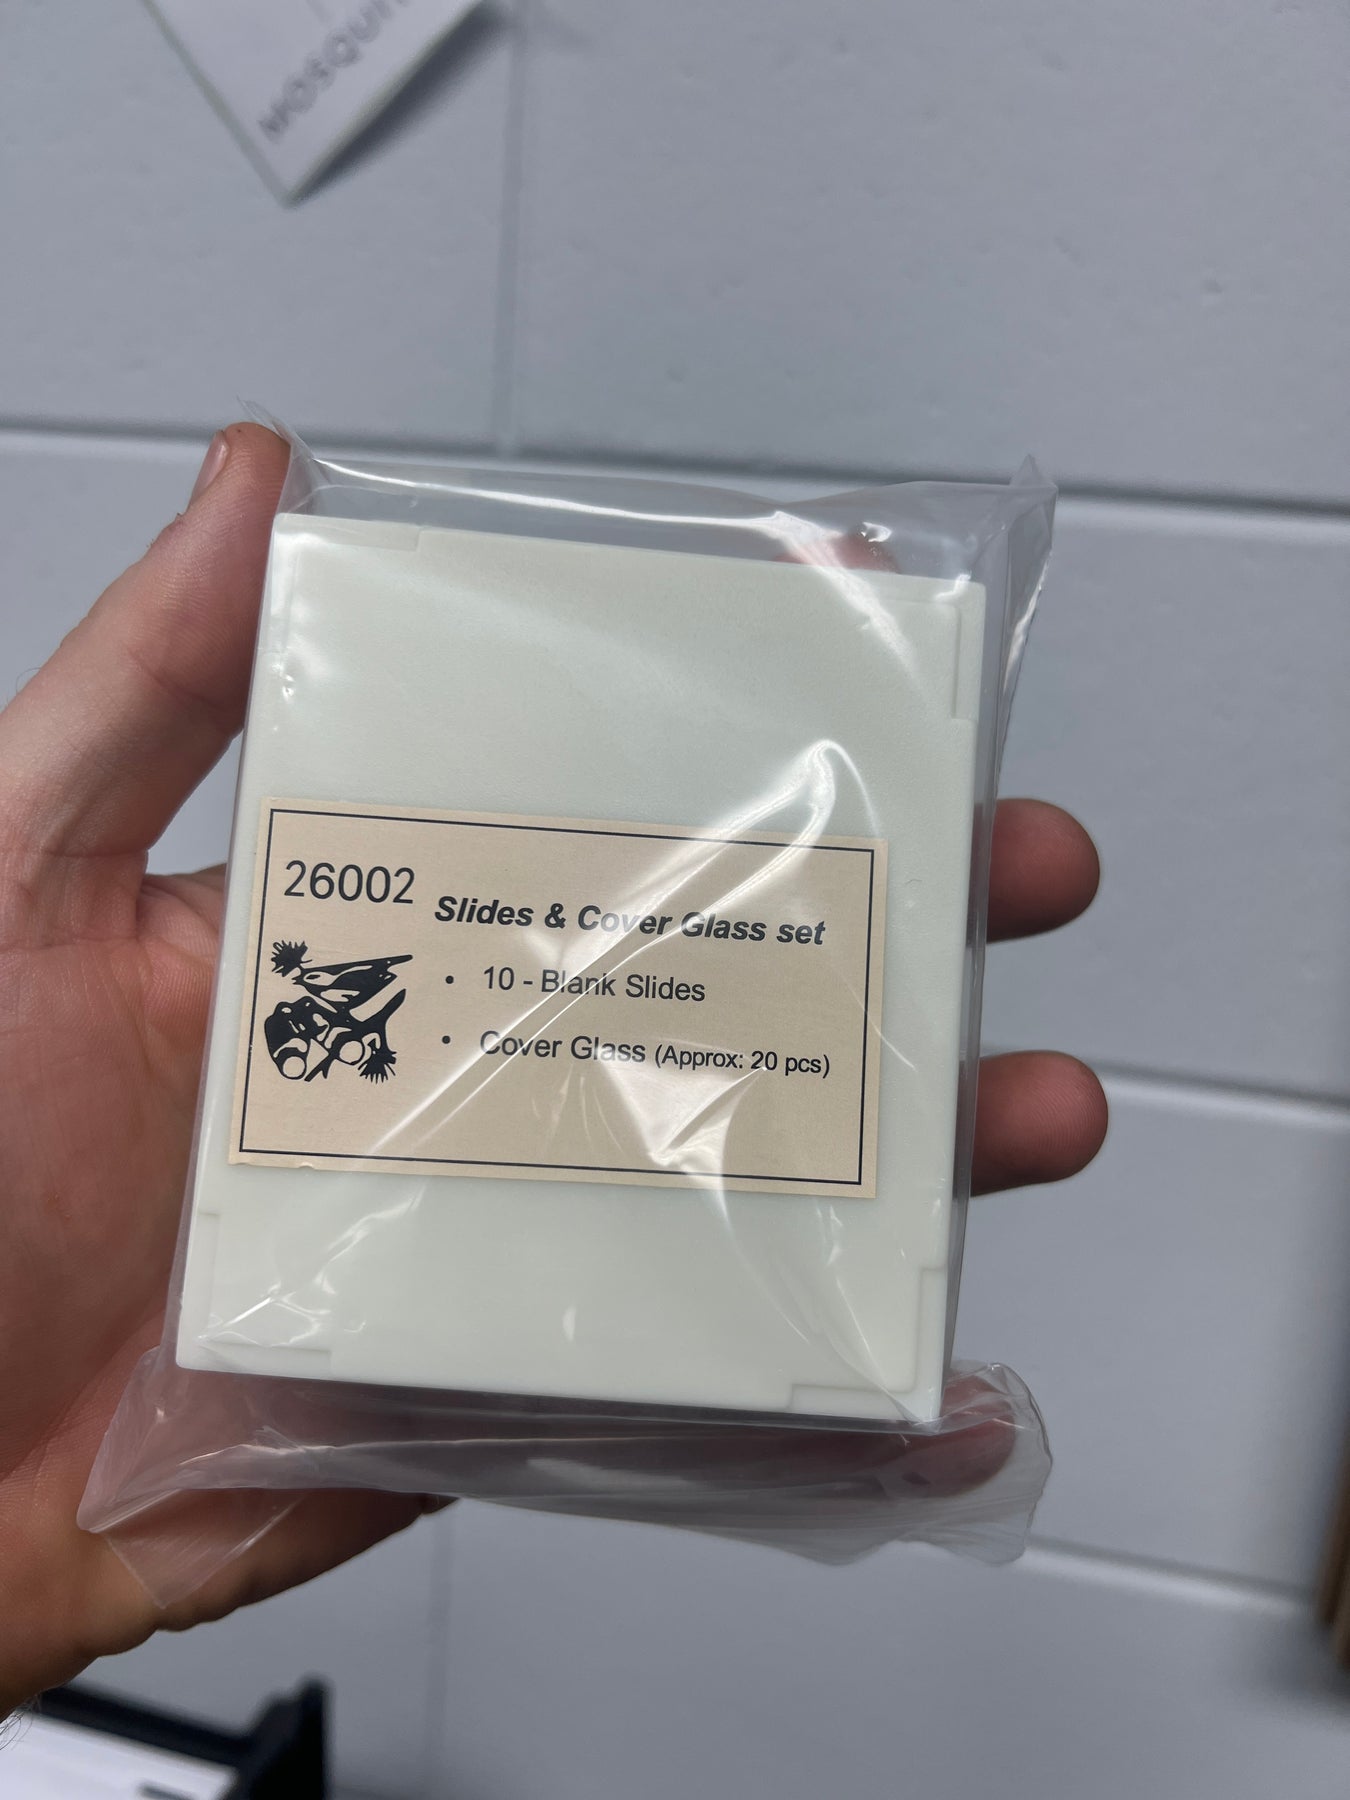 26002
Slides & Cover Glass set
• 10 - Blank Slides
• Cover Glass (Approx: 20 pcs)